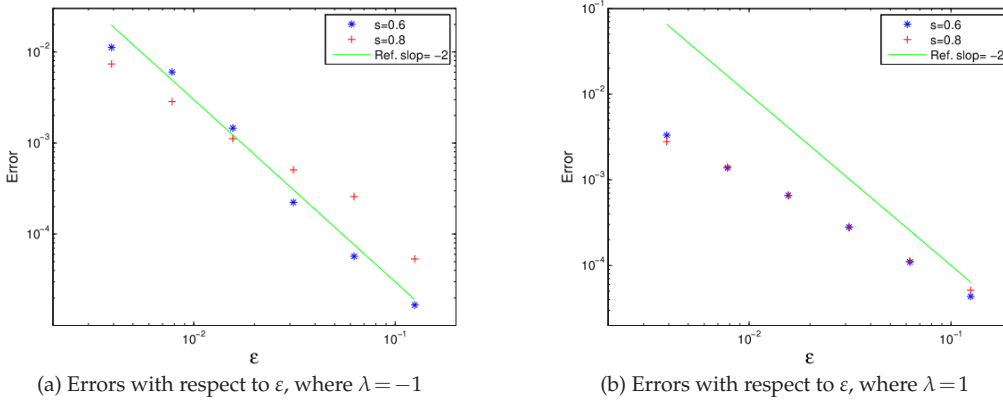 s=0.6
s=0.8
Ref. slop= −2
10⁻²
10⁻³
10⁻⁴
Error
10⁻²
10⁻¹
ε
(a) Errors with respect to ε, where λ=−1
s=0.6
s=0.8
Ref. slop= −2
10⁻¹
10⁻²
10⁻³
10⁻⁴
Error
10⁻²
10⁻¹
ε
(b) Errors with respect to ε, where λ=1